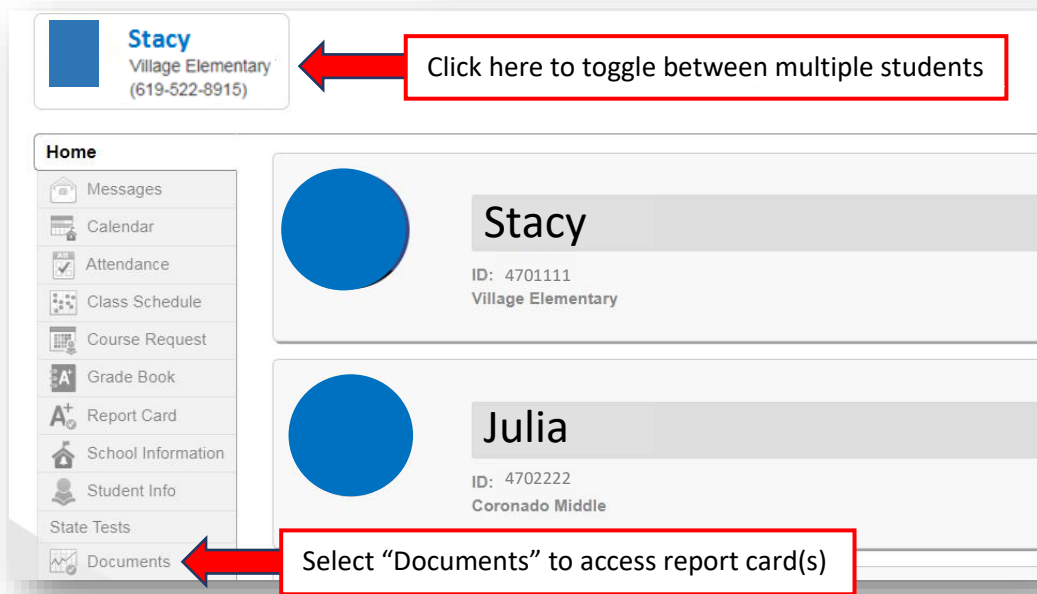 Stacy
Village Elementary
(619-522-8915)
Click here to toggle between multiple students
Home
Messages
Calendar
Attendance
Class Schedule
Course Request
Grade Book
Report Card
School Information
Student Info
State Tests
Documents
Stacy
ID: 4701111
Village Elementary
Julia
ID: 4702222
Coronado Middle
Select “Documents” to access report card(s)